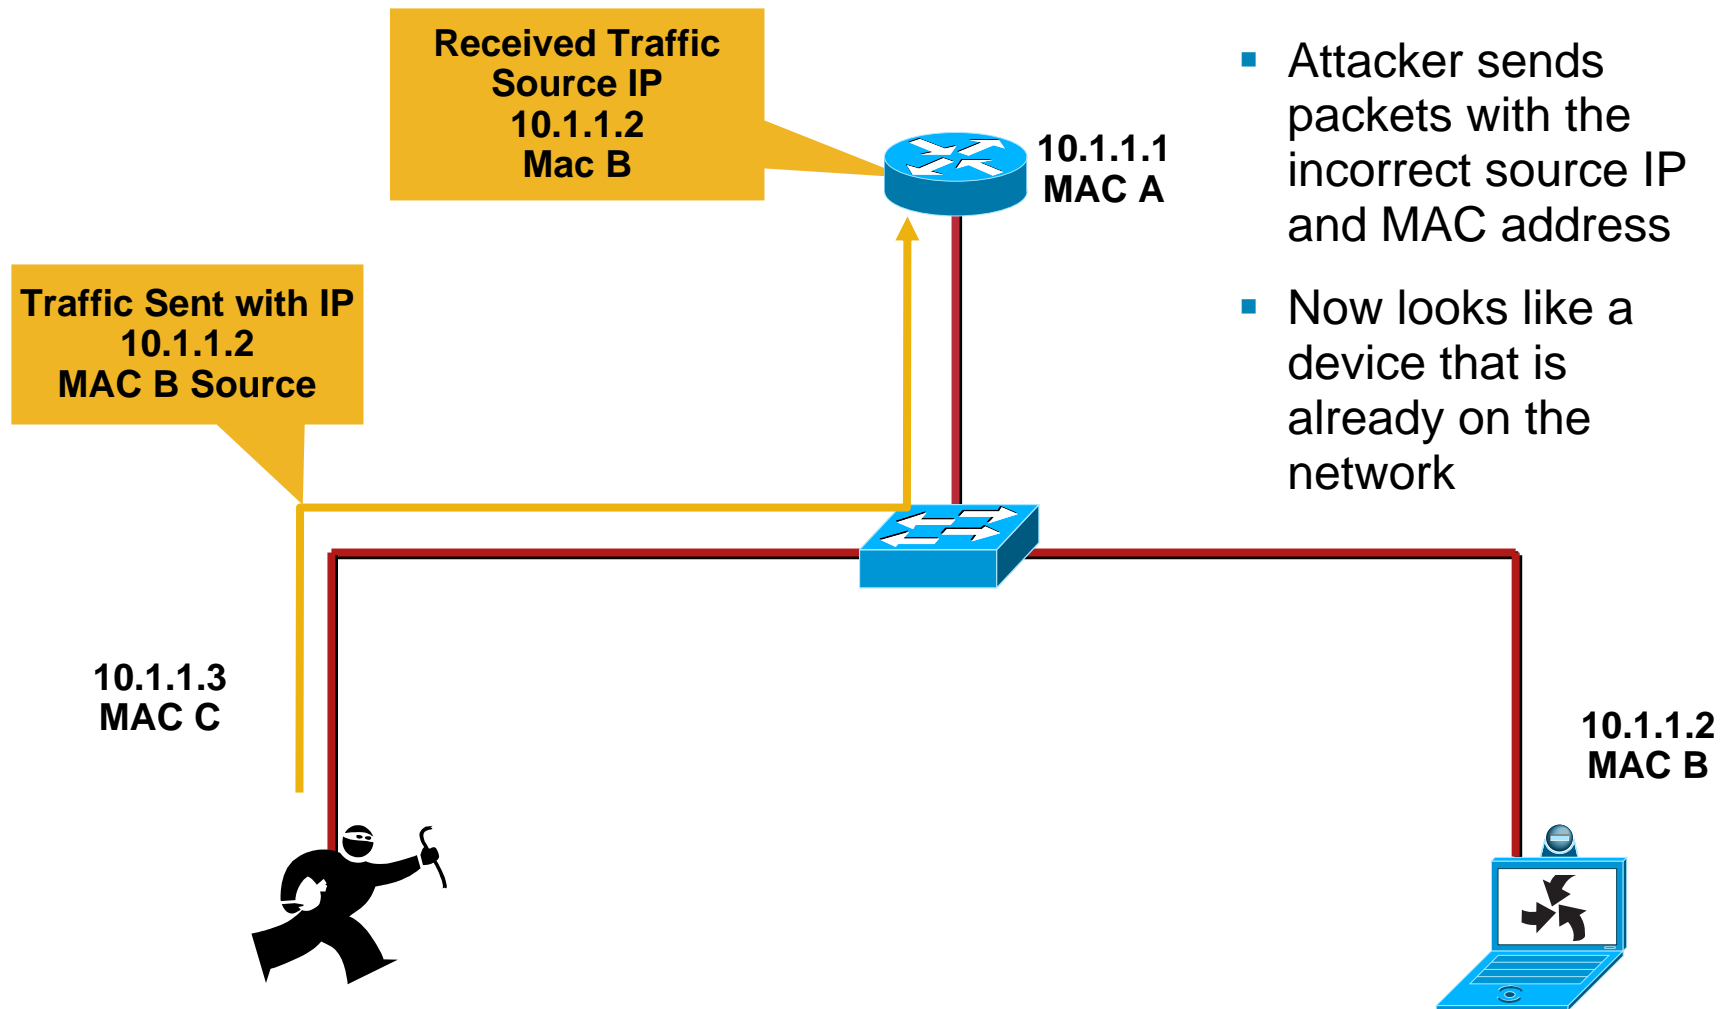 Received Traffic
Source IP
10.1.1.2
Mac B
10.1.1.1
MAC A
Traffic Sent with IP
10.1.1.2
MAC B Source
10.1.1.3
MAC C
10.1.1.2
MAC B
▪ Attacker sends
packets with the
incorrect source IP
and MAC address
▪ Now looks like a
device that is
already on the
network